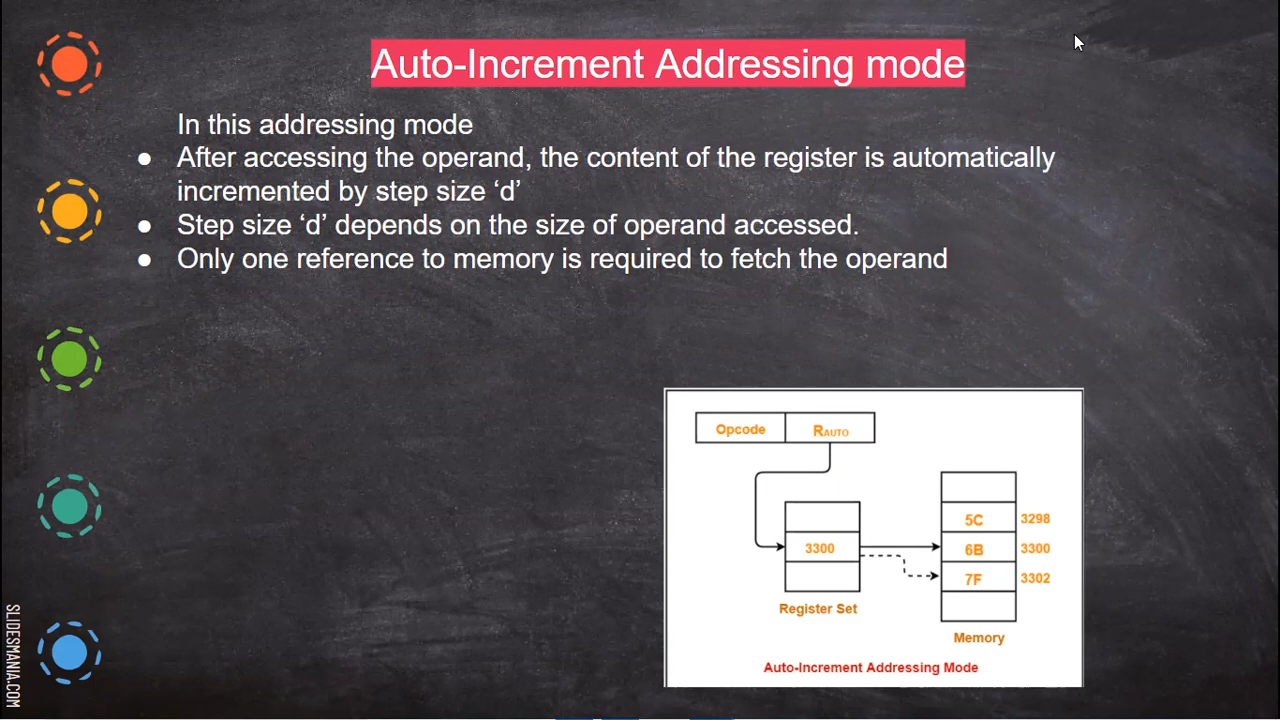 Auto-Increment Addressing mode
In this addressing mode
● After accessing the operand, the content of the register is automatically
incremented by step size ‘d’
● Step size ‘d’ depends on the size of operand accessed.
● Only one reference to memory is required to fetch the operand
Opcode RAUTO
5C 3298
3300 6B 3300
7F 3302
Register Set
Memory
Auto-Increment Addressing Mode
SLIDESMANIA.COM